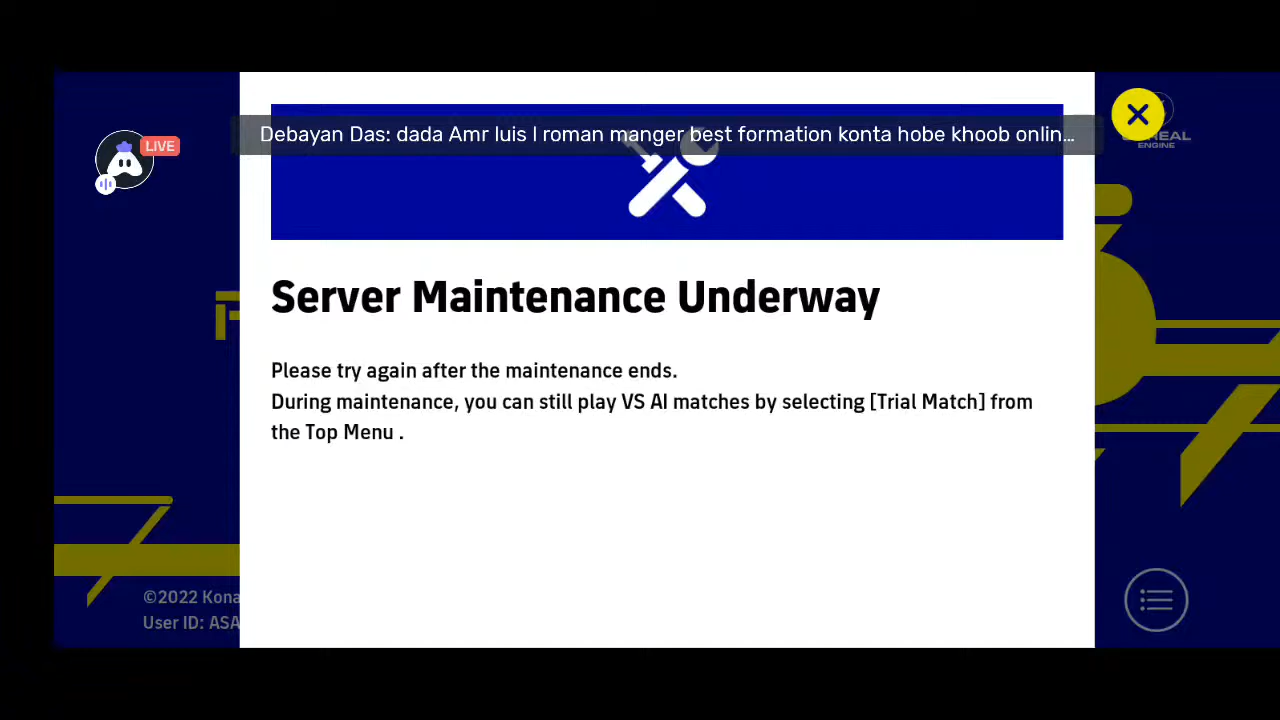 LIVE
Debayan Das: dada Amr luis I roman manger best formation konta hobe khoob onlin…
ENGINE
Server Maintenance Underway
Please try again after the maintenance ends.
During maintenance, you can still play VS AI matches by selecting [Trial Match] from
the Top Menu .
©2022 Kona
User ID: ASA